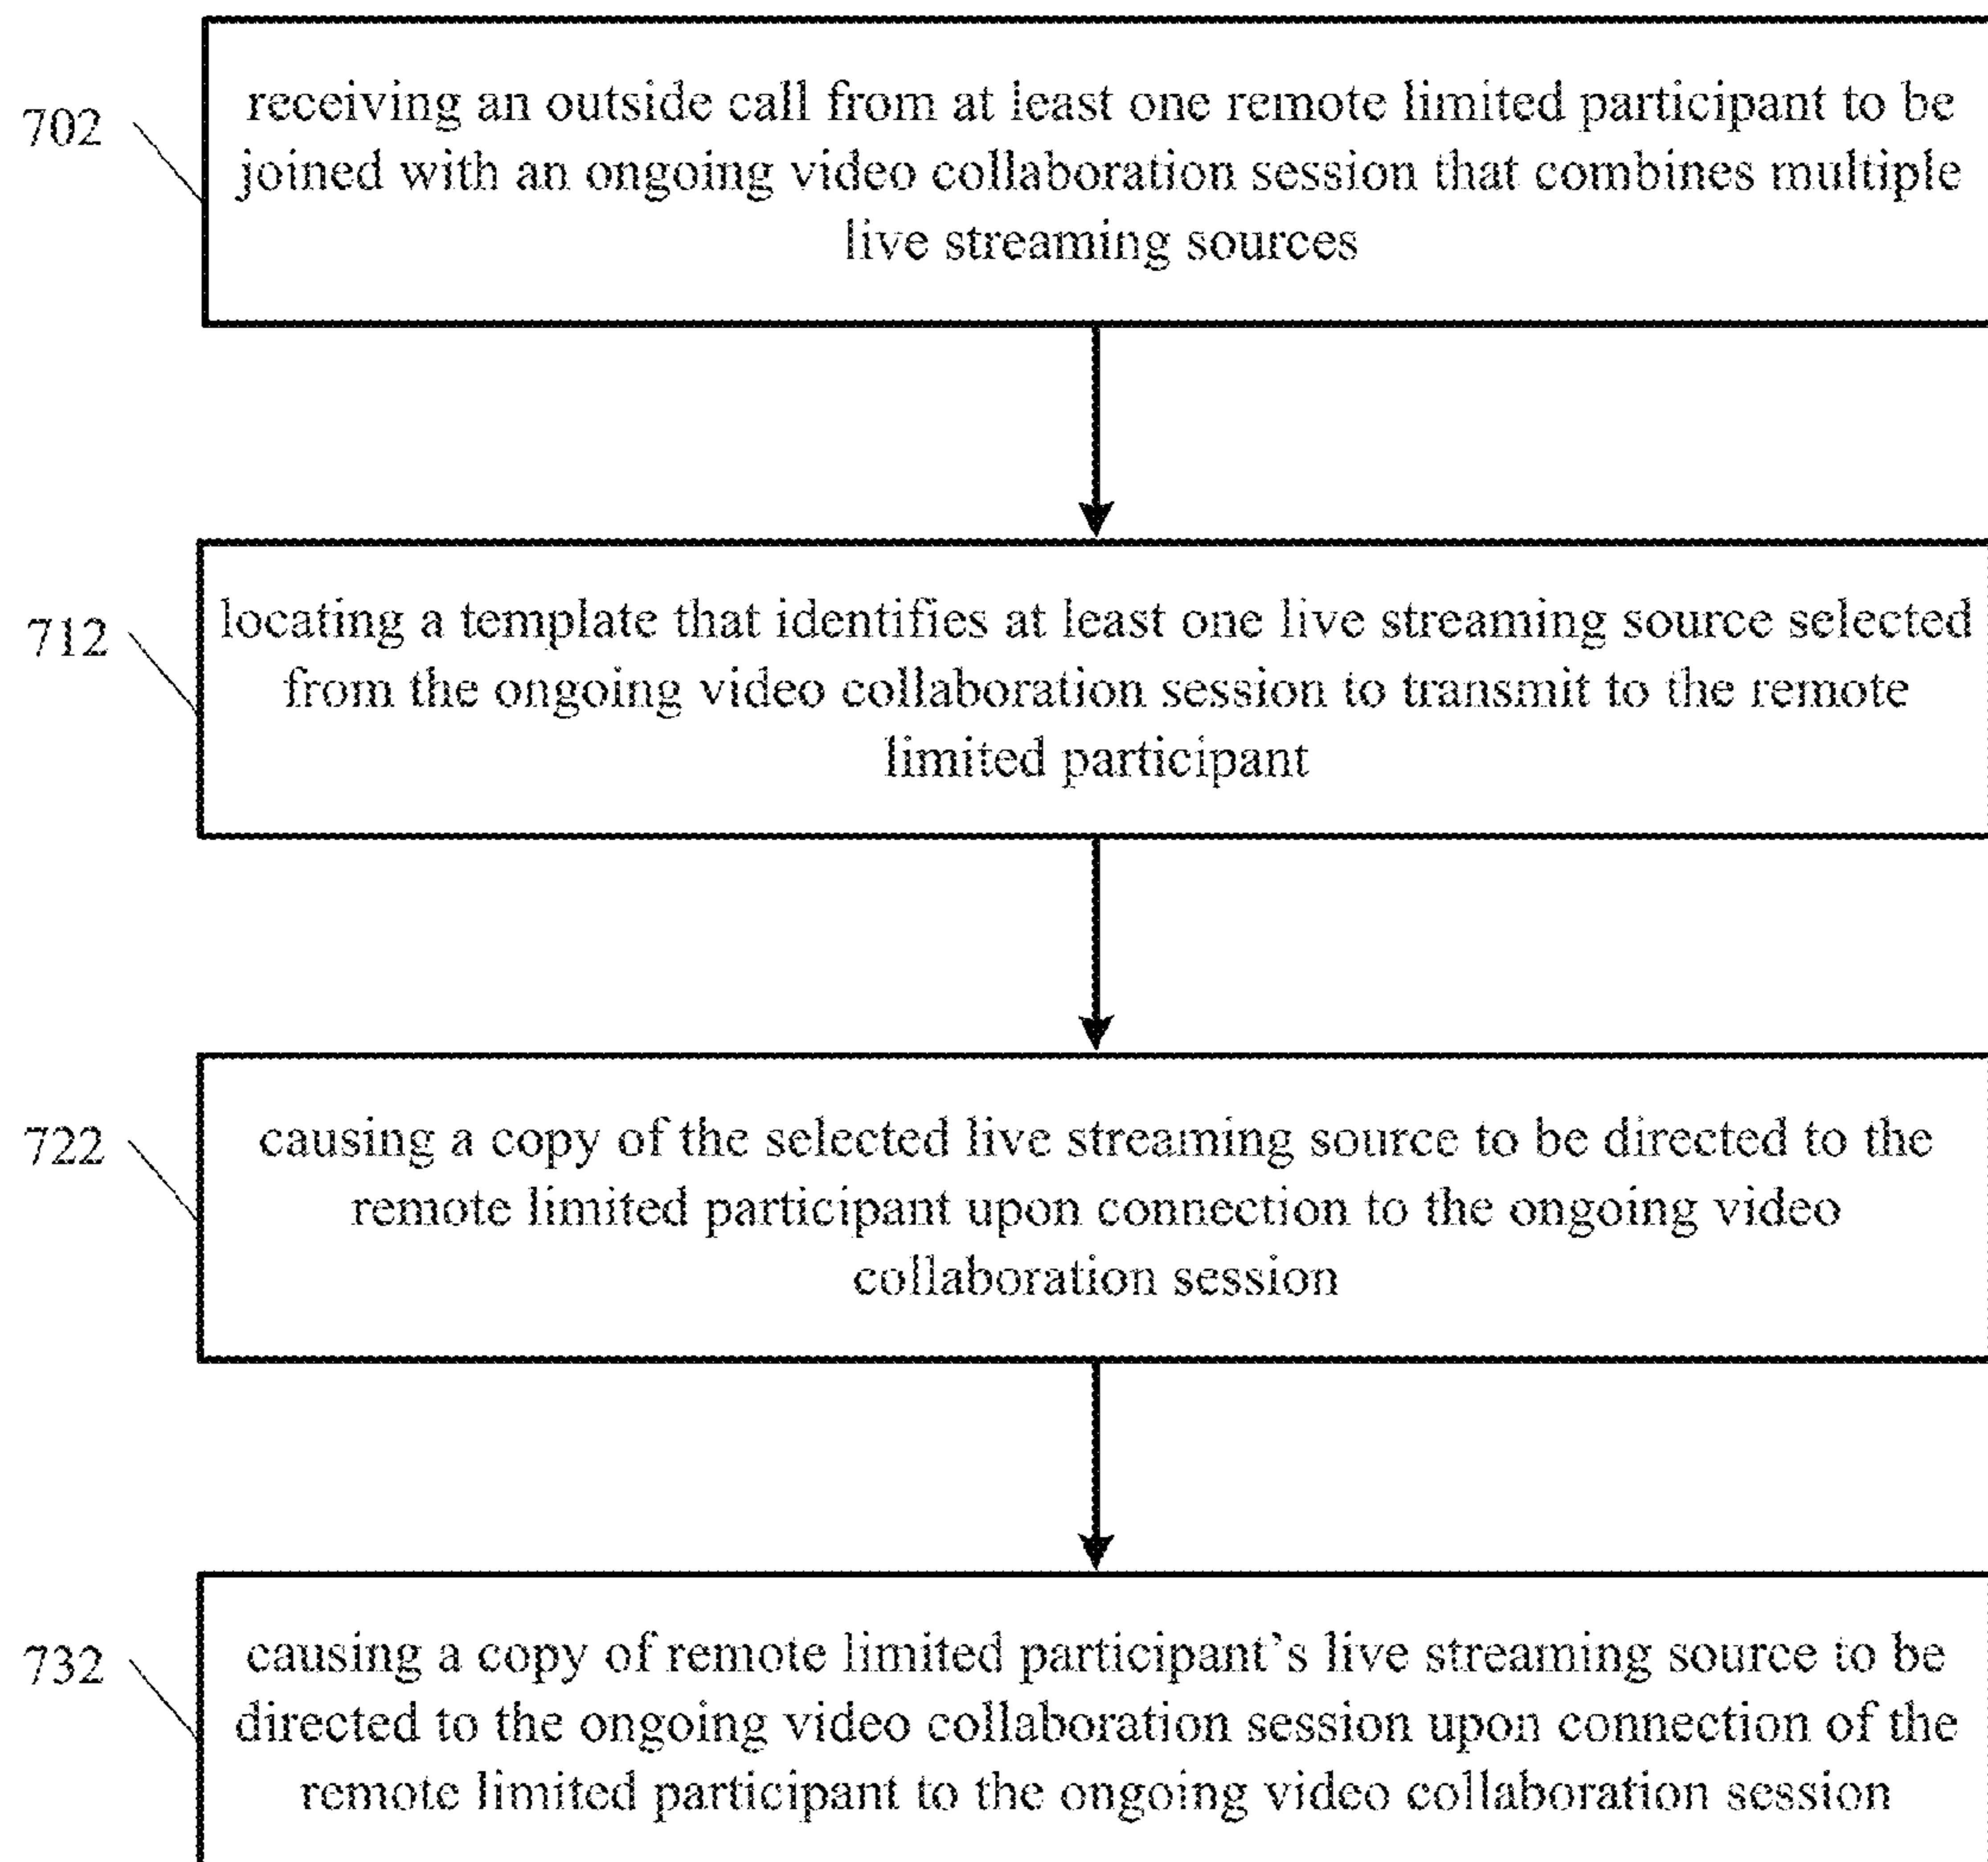 702
receiving an outside call from at least one remote limited participant to be
joined with an ongoing video collaboration session that combines multiple
live streaming sources
712
locating a template that identifies at least one live streaming source selected
from the ongoing video collaboration session to transmit to the remote
limited participant
722
causing a copy of the selected live streaming source to be directed to the
remote limited participant upon connection to the ongoing video
collaboration session
732
causing a copy of remote limited participant's live streaming source to be
directed to the ongoing video collaboration session upon connection of the
remote limited participant to the ongoing video collaboration session